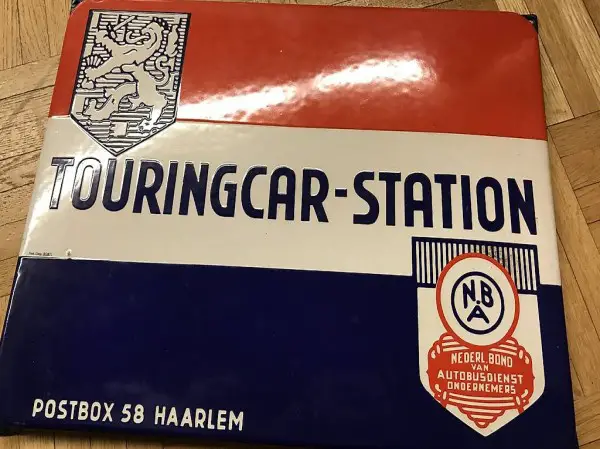 TOURINGCAR-STATION
N.B
A
NEDERL. BOND
VAN
AUTOBUSDIENST
ONDERNEMERS
POSTBOX 58 HAARLEM